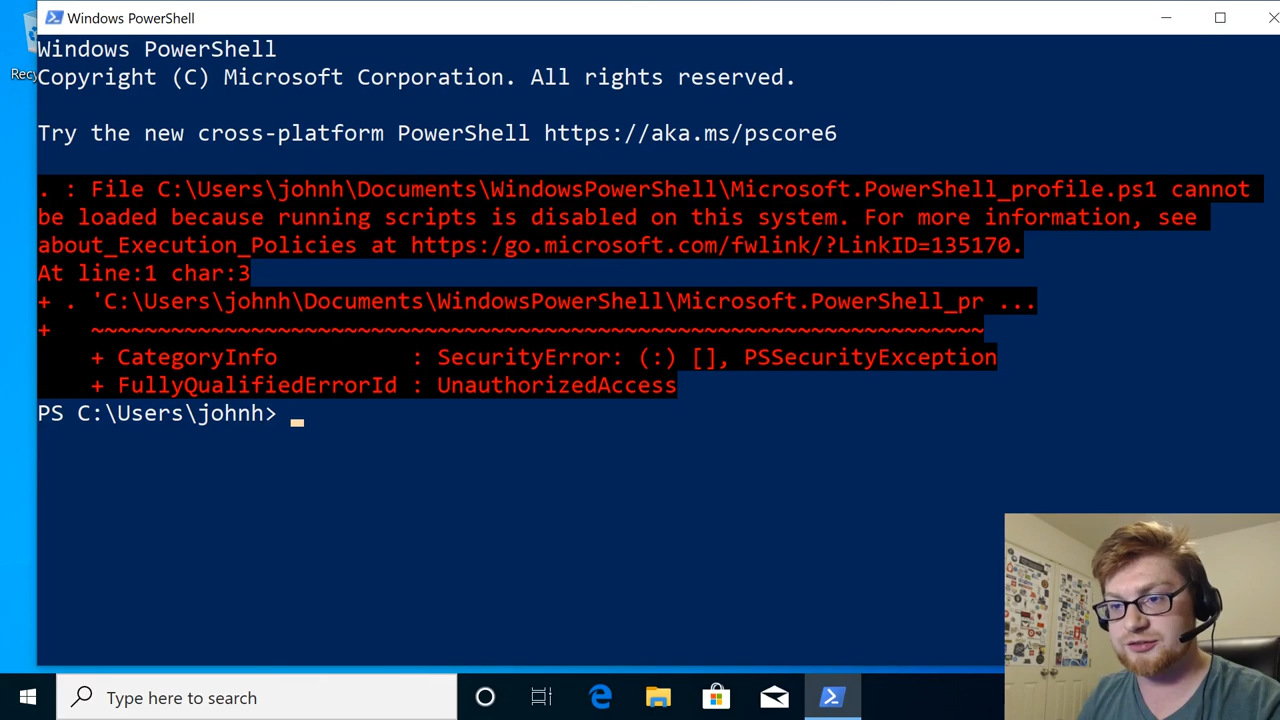 Windows PowerShell
Recy
Windows PowerShell
Copyright (C) Microsoft Corporation. All rights reserved.
Try the new cross-platform PowerShell https://aka.ms/pscore6
. : File C:\Users\johnh\Documents\WindowsPowerShell\Microsoft.PowerShell_profile.ps1 cannot
be loaded because running scripts is disabled on this system. For more information, see
about_Execution_Policies at https:/go.microsoft.com/fwlink/?LinkID=135170.
At line:1 char:3
+ . 'C:\Users\johnh\Documents\WindowsPowerShell\Microsoft.PowerShell_pr ...
+   ~~~~~~~~~~~~~~~~~~~~~~~~~~~~~~~~~~~~~~~~~~~~~~~~~~~~~~~~~~~~~~~~~~~
    + CategoryInfo          : SecurityError: (:) [], PSSecurityException
    + FullyQualifiedErrorId : UnauthorizedAccess
PS C:\Users\johnh>
Type here to search